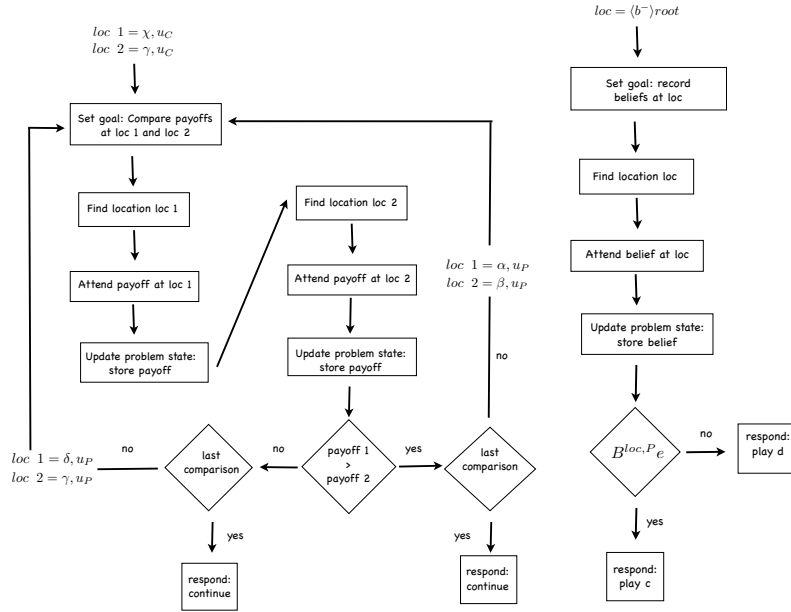 loc 1 = χ, u_C
loc 2 = γ, u_C
Set goal: Compare payoffs
at loc 1 and loc 2
Find location loc 1
Attend payoff at loc 1
Update problem state:
store payoff
Find location loc 2
Attend payoff at loc 2
Update problem state:
store payoff
payoff 1
>
payoff 2
no
last
comparison
no
loc 1 = δ, u_P
loc 2 = γ, u_P
yes
respond:
continue
yes
last
comparison
no
loc 1 = α, u_P
loc 2 = β, u_P
yes
respond:
continue
loc = ⟨b⁻⟩root
Set goal: record
beliefs at loc
Find location loc
Attend belief at loc
Update problem state:
store belief
B^{loc,P} e
no
respond:
play d
yes
respond:
play c